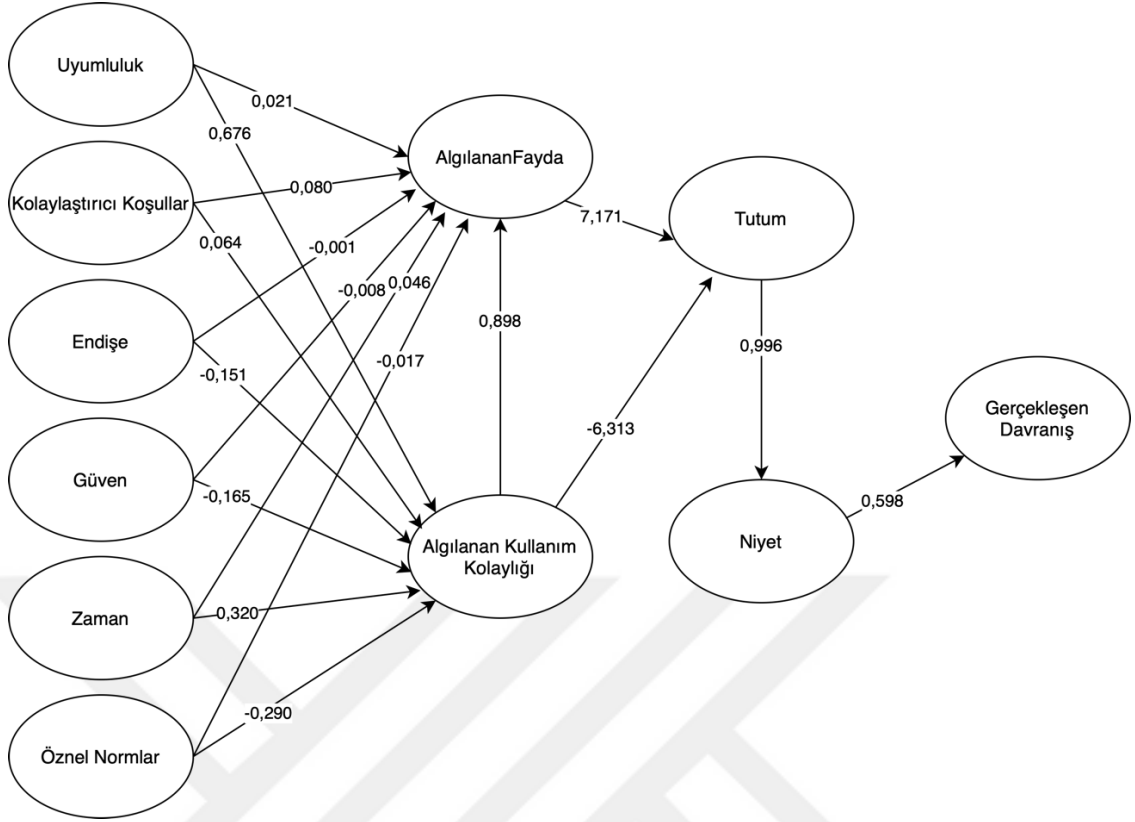 Uyumluluk
0,021
0,676
AlgılananFayda
Kolaylaştırıcı Koşullar
0,080
7,171
Tutum
0,064
-0,001
-0,008
0,046
Endişe
0,898
0,996
-0,017
-0,151
Gerçekleşen
Davranış
-6,313
Güven
-0,165
0,598
Algılanan Kullanım
Kolaylığı
Niyet
Zaman
0,320
-0,290
Öznel Normlar